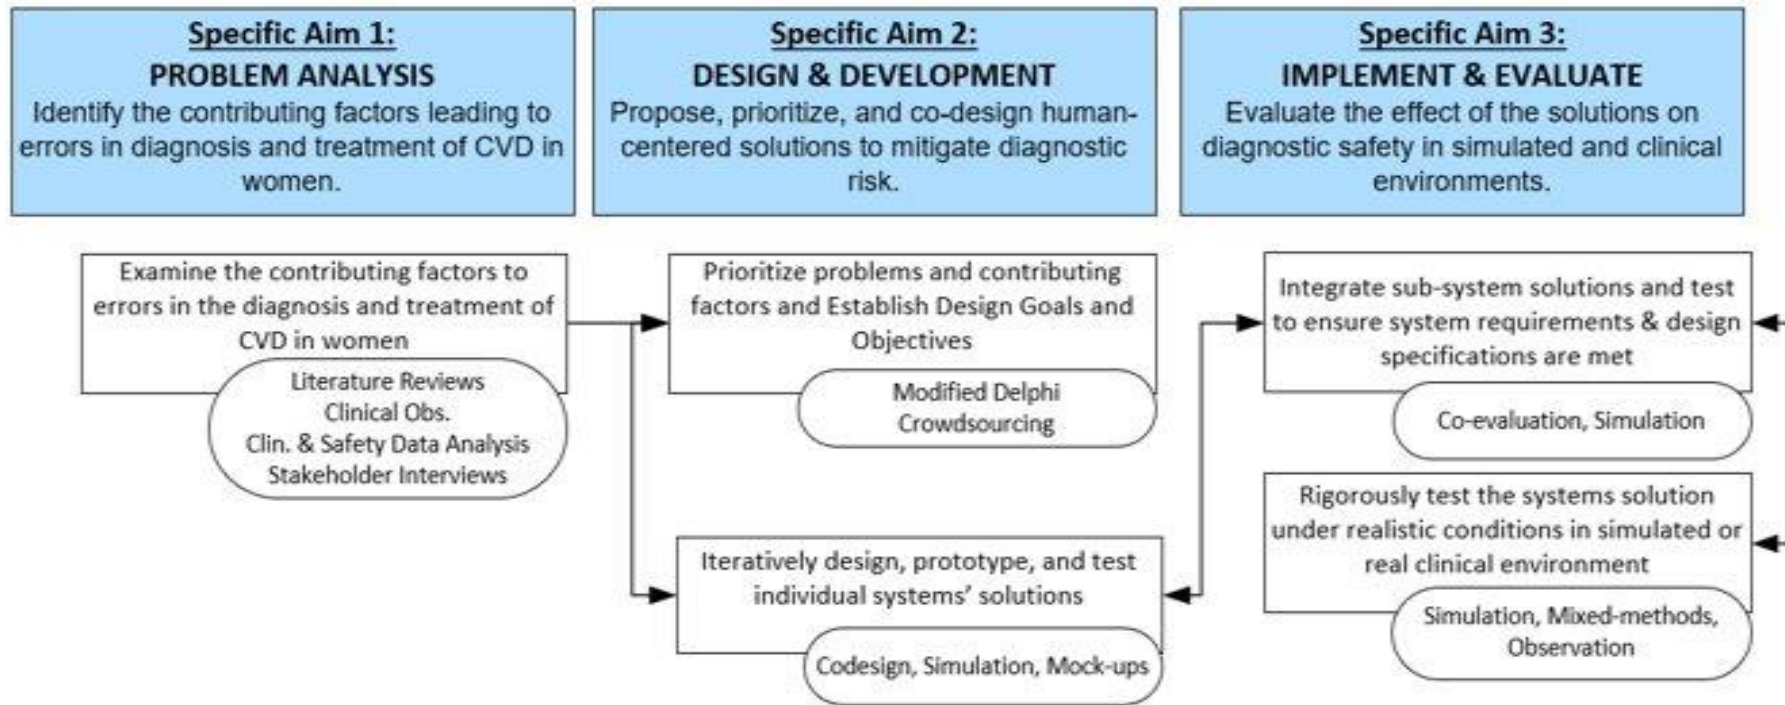 Specific Aim 1:
PROBLEM ANALYSIS
Identify the contributing factors leading to
errors in diagnosis and treatment of CVD in
women.
Specific Aim 2:
DESIGN & DEVELOPMENT
Propose, prioritize, and co-design human-
centered solutions to mitigate diagnostic
risk.
Specific Aim 3:
IMPLEMENT & EVALUATE
Evaluate the effect of the solutions on
diagnostic safety in simulated and clinical
environments.
Examine the contributing factors to
errors in the diagnosis and treatment of
CVD in women
Literature Reviews
Clinical Obs.
Clin. & Safety Data Analysis
Stakeholder Interviews
Prioritize problems and contributing
factors and Establish Design Goals and
Objectives
Modified Delphi
Crowdsourcing
Iteratively design, prototype, and test
individual systems' solutions
Codesign, Simulation, Mock-ups
Integrate sub-system solutions and test
to ensure system requirements & design
specifications are met
Co-evaluation, Simulation
Rigorously test the systems solution
under realistic conditions in simulated or
real clinical environment
Simulation, Mixed-methods,
Observation